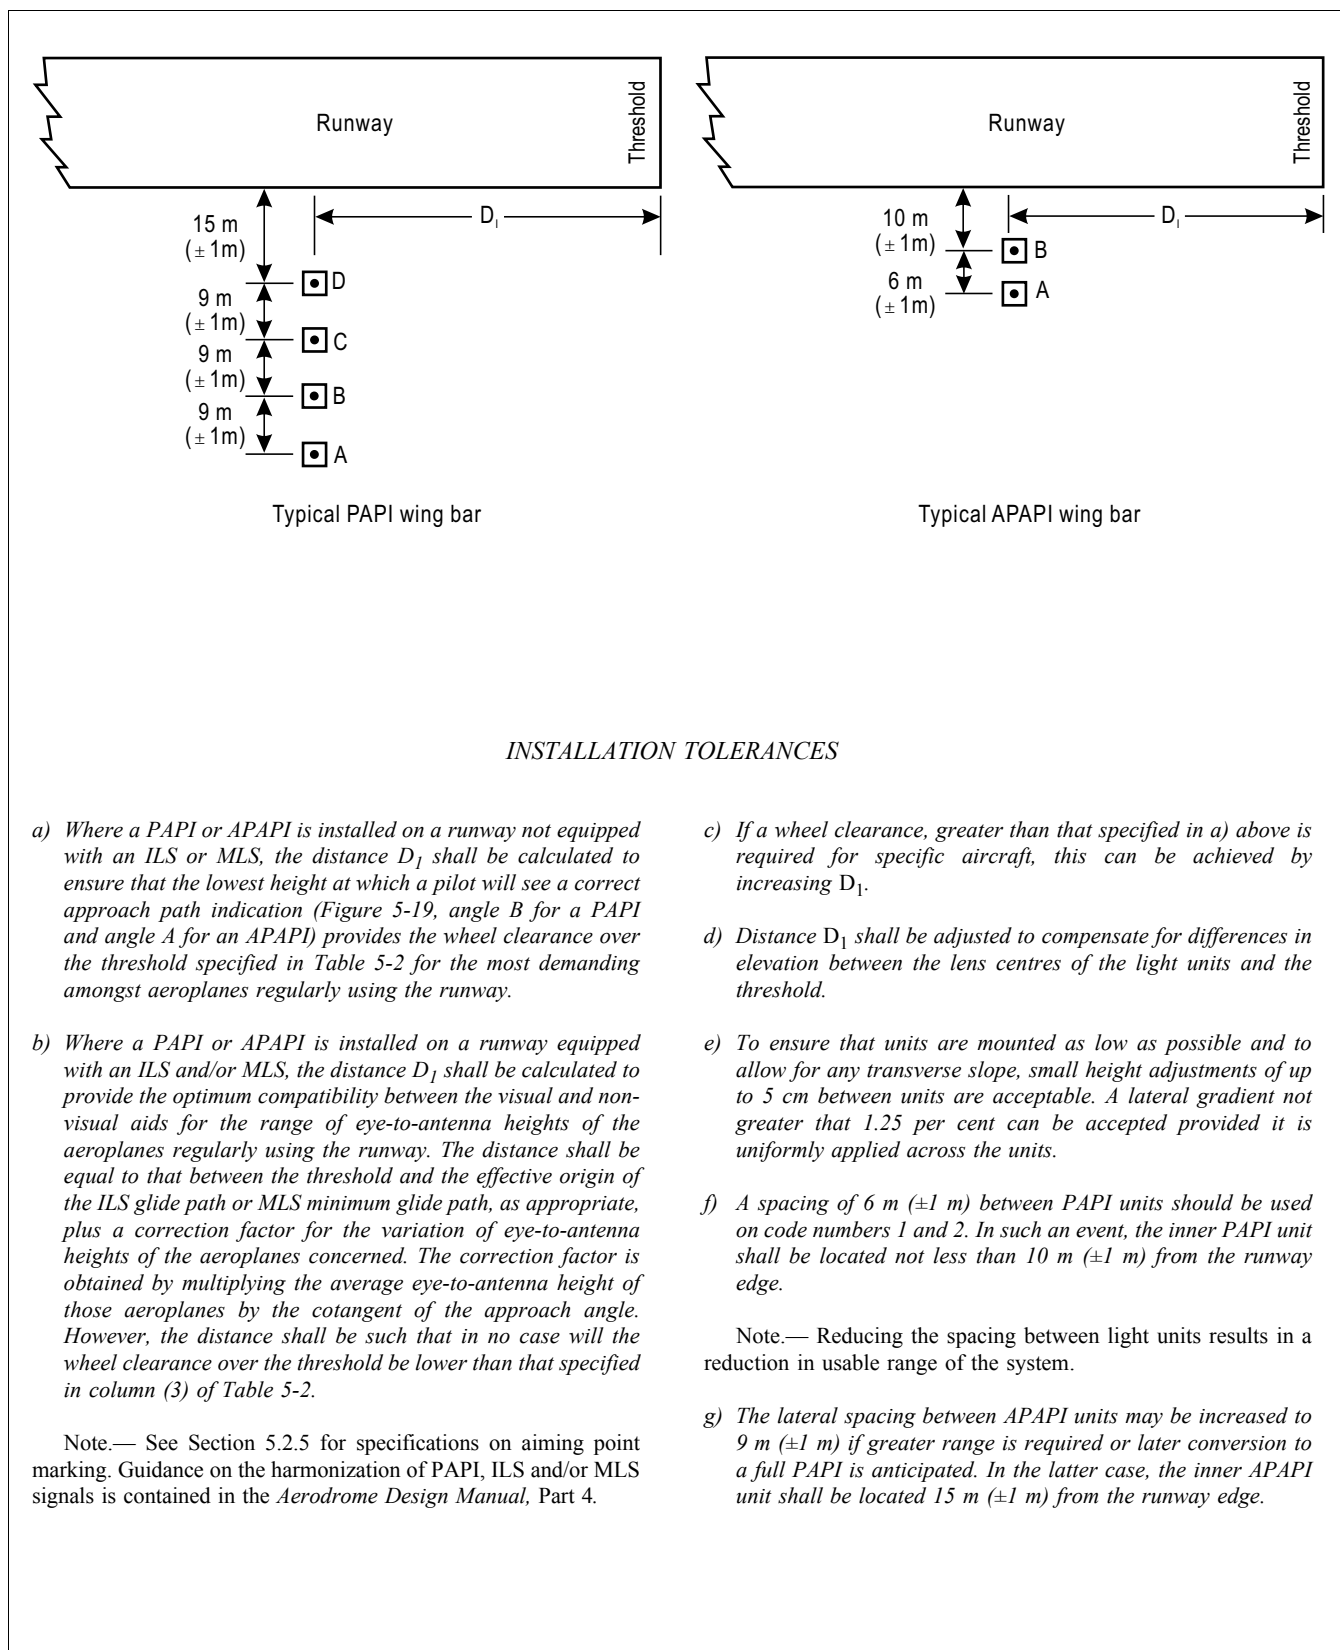 Runway
Threshold
15 m
(± 1m)
D
9 m
(± 1m)
C
9 m
(± 1m)
B
9 m
(± 1m)
A
D₁
Typical PAPI wing bar
Runway
Threshold
10 m
(± 1m)
B
6 m
(± 1m)
A
D₁
Typical APAPI wing bar
INSTALLATION TOLERANCES
a) Where a PAPI or APAPI is installed on a runway not equipped
with an ILS or MLS, the distance D₁ shall be calculated to
ensure that the lowest height at which a pilot will see a correct
approach path indication (Figure 5-19, angle B for a PAPI
and angle A for an APAPI) provides the wheel clearance over
the threshold specified in Table 5-2 for the most demanding
amongst aeroplanes regularly using the runway.
b) Where a PAPI or APAPI is installed on a runway equipped
with an ILS and/or MLS, the distance D₁ shall be calculated to
provide the optimum compatibility between the visual and non-
visual aids for the range of eye-to-antenna heights of the
aeroplanes regularly using the runway. The distance shall be
equal to that between the threshold and the effective origin of
the ILS glide path or MLS minimum glide path, as appropriate,
plus a correction factor for the variation of eye-to-antenna
heights of the aeroplanes concerned. The correction factor is
obtained by multiplying the average eye-to-antenna height of
those aeroplanes by the cotangent of the approach angle.
However, the distance shall be such that in no case will the
wheel clearance over the threshold be lower than that specified
in column (3) of Table 5-2.
Note.— See Section 5.2.5 for specifications on aiming point
marking. Guidance on the harmonization of PAPI, ILS and/or MLS
signals is contained in the Aerodrome Design Manual, Part 4.
c) If a wheel clearance, greater than that specified in a) above is
required for specific aircraft, this can be achieved by
increasing D₁.
d) Distance D₁ shall be adjusted to compensate for differences in
elevation between the lens centres of the light units and the
threshold.
e) To ensure that units are mounted as low as possible and to
allow for any transverse slope, small height adjustments of up
to 5 cm between units are acceptable. A lateral gradient not
greater that 1.25 per cent can be accepted provided it is
uniformly applied across the units.
f) A spacing of 6 m (±1 m) between PAPI units should be used
on code numbers 1 and 2. In such an event, the inner PAPI unit
shall be located not less than 10 m (±1 m) from the runway
edge.
Note.— Reducing the spacing between light units results in a
reduction in usable range of the system.
g) The lateral spacing between APAPI units may be increased to
9 m (±1 m) if greater range is required or later conversion to
a full PAPI is anticipated. In the latter case, the inner APAPI
unit shall be located 15 m (±1 m) from the runway edge.